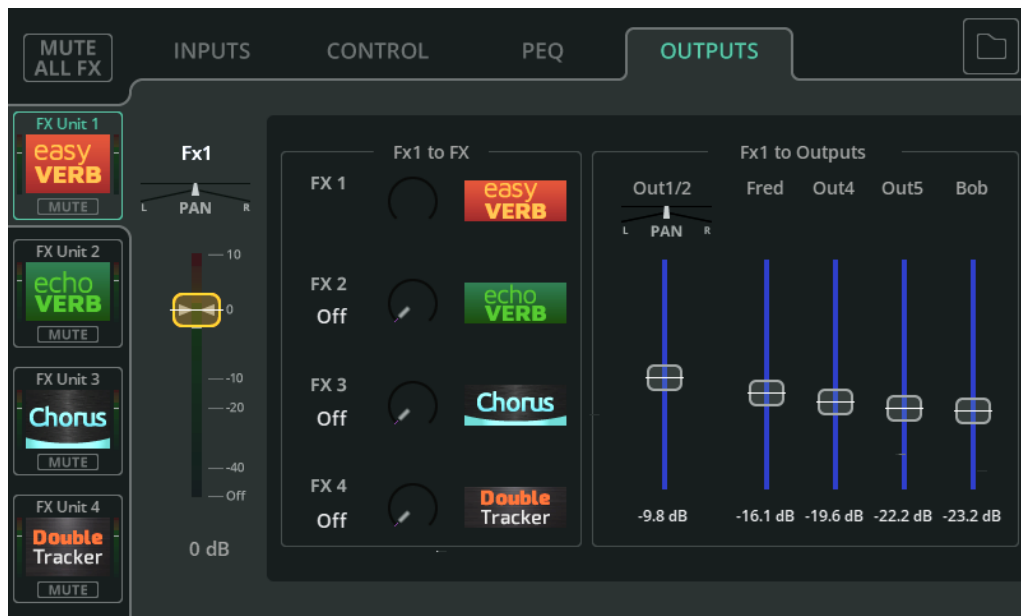 MUTE
ALL FX
INPUTS
CONTROL
PEQ
OUTPUTS
FX Unit 1
easy
VERB
MUTE
FX Unit 2
echo
VERB
MUTE
FX Unit 3
Chorus
MUTE
FX Unit 4
Double
Tracker
MUTE
Fx1
L PAN R
10
0
-10
-20
-40
Off
0 dB
Fx1 to FX
FX 1
easy
VERB
FX 2
Off
echo
VERB
FX 3
Off
Chorus
FX 4
Off
Double
Tracker
Fx1 to Outputs
Out1/2 Fred Out4 Out5 Bob
L PAN R
-9.8 dB -16.1 dB -19.6 dB -22.2 dB -23.2 dB